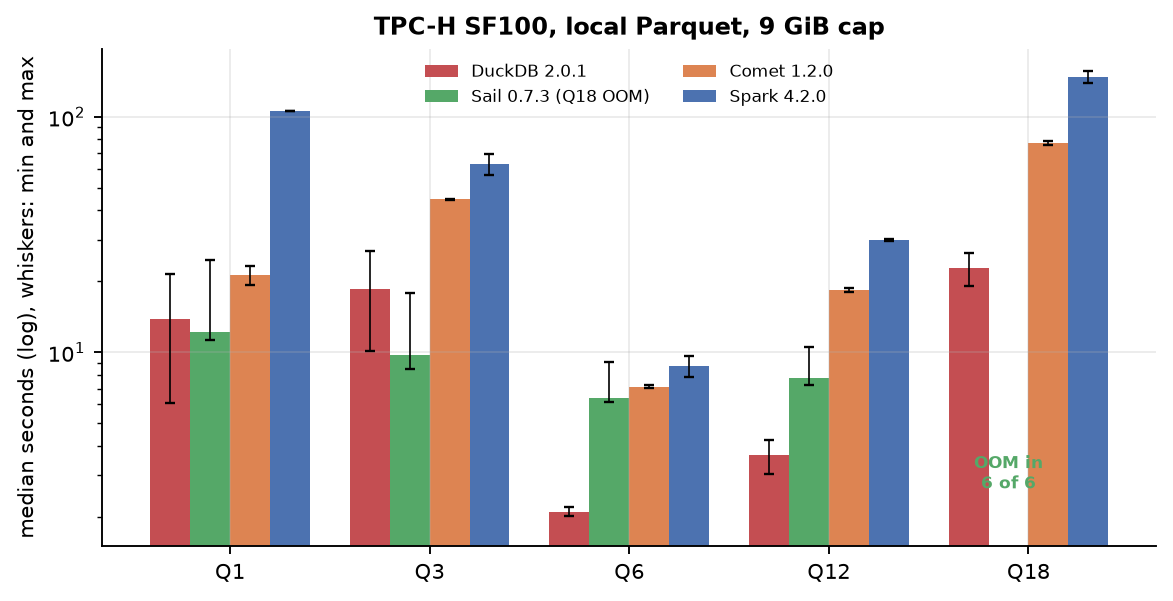 TPC-H SF100, local Parquet, 9 GiB cap
DuckDB 2.0.1
Sail 0.7.3 (Q18 OOM)
Comet 1.2.0
Spark 4.2.0
median seconds (log), whiskers: min and max
10²
10¹
OOM in
6 of 6
Q1
Q3
Q6
Q12
Q18